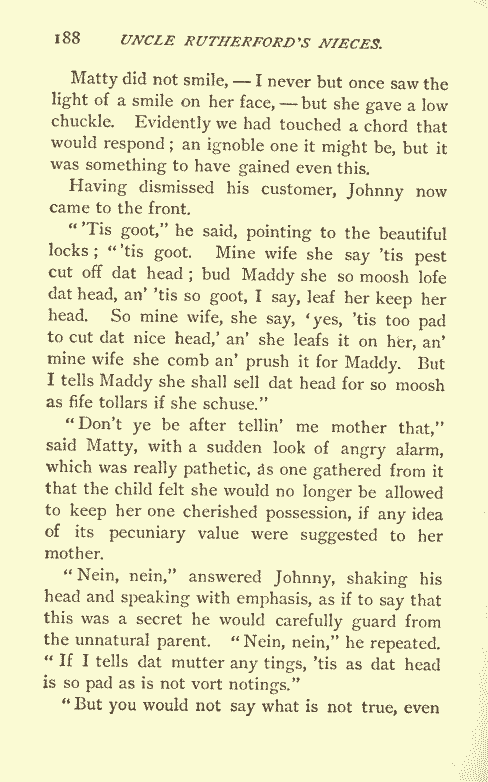 188 UNCLE RUTHERFORD'S NIECES.
Matty did not smile, — I never but once saw the
light of a smile on her face, — but she gave a low
chuckle. Evidently we had touched a chord that
would respond; an ignoble one it might be, but it
was something to have gained even this.
Having dismissed his customer, Johnny now
came to the front.
"'Tis goot," he said, pointing to the beautiful
locks; "'tis goot. Mine wife she say 'tis pest
cut off dat head; bud Maddy she so moosh lofe
dat head, an' 'tis so goot, I say, leaf her keep her
head. So mine wife, she say, 'yes, 'tis too pad
to cut dat nice head,' an' she leafs it on her, an'
mine wife she comb an' prush it for Maddy. But
I tells Maddy she shall sell dat head for so moosh
as fife tollars if she schuse."
"Don't ye be after tellin' me mother that,"
said Matty, with a sudden look of angry alarm,
which was really pathetic, as one gathered from it
that the child felt she would no longer be allowed
to keep her one cherished possession, if any idea
of its pecuniary value were suggested to her
mother.
"Nein, nein," answered Johnny, shaking his
head and speaking with emphasis, as if to say that
this was a secret he would carefully guard from
the unnatural parent. "Nein, nein," he repeated.
"If I tells dat mutter any tings, 'tis as dat head
is so pad as is not vort notings."
"But you would not say what is not true, even